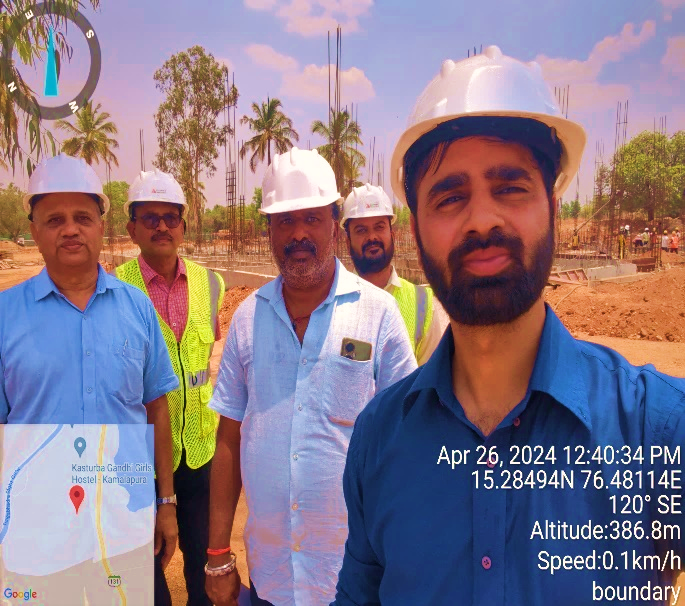 S
E
N
W
Apr 26, 2024 12:40:34 PM
15.28494N 76.48114E
120° SE
Altitude:386.8m
Speed:0.1km/h
boundary
Kasturba Gandhi Girls
Hostel - Kamalapura
131
Google